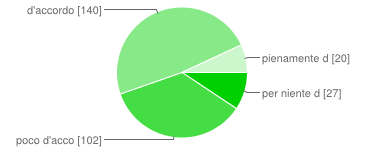 d'accordo [140]
pienamente d [20]
per niente d [27]
poco d'acco [102]